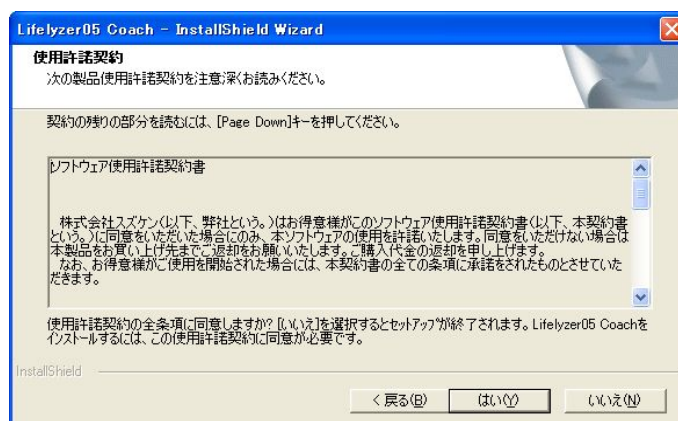 Lifelyzer05 Coach - InstallShield Wizard
使用許諾契約
次の製品使用許諾契約を注意深くお読みください。
契約の残りの部分を読むには、[Page Down]キーを押してください。
ソフトウェア使用許諾契約書
株式会社スズケン(以下、弊社という。)はお得意様がこのソフトウェア使用許諾契約書(以下、本契約書
という。)に同意をいただいた場合にのみ、本ソフトウェアの使用を許諾いたします。同意をいただけない場合は
本製品をお買い上げ先までご返却をお願いいたします。ご購入代金の返却を申し上げます。
なお、お得意様がご使用を開始された場合には、本契約書の全ての条項に承諾をされたものとさせていた
だきます。
使用許諾契約の全条項に同意しますか? [いいえ]を選択するとセットアップが終了されます。Lifelyzer05 Coachを
インストールするには、この使用許諾契約に同意が必要です。
InstallShield
< 戻る(B)
はい(Y)
いいえ(N)